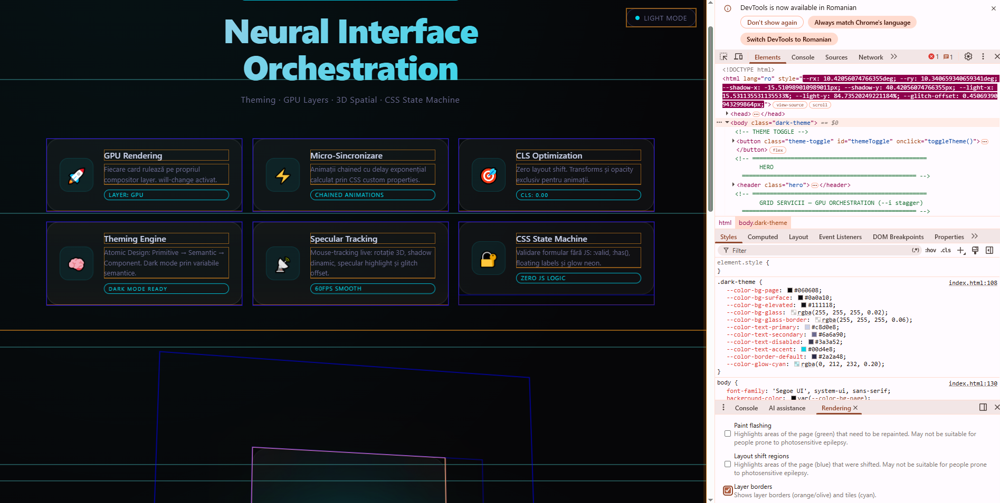 LIGHT MODE
Neural Interface
Orchestration
Theming · GPU Layers · 3D Spatial · CSS State Machine
GPU Rendering
Fiecare card rulează pe propriul
compositor layer. will-change activat.
LAYER: GPU
Micro-Sincronizare
Animații chained cu delay exponențial
calculat prin CSS custom properties.
CHAINED ANIMATIONS
CLS Optimization
Zero layout shift. Transforms și opacity
exclusiv pentru animații.
CLS: 0.00
Theming Engine
Atomic Design: Primitive → Semantic →
Component. Dark mode prin variabile
semantice.
DARK MODE READY
Specular Tracking
Mouse-tracking live: rotație 3D, shadow
dinamic, specular highlight și glitch
offset.
60FPS SMOOTH
CSS State Machine
Validare formular fără JS: :valid, :has(),
floating labels și glow neon.
ZERO JS LOGIC
DevTools is now available in Romanian
Don't show again
Always match Chrome's language
Switch DevTools to Romanian
Elements Console Sources Network 1 1
<!DOCTYPE html>
<html lang="ro" style="--rx: 10.42056074766355deg; --ry: 10.340659340659341deg;
--shadow-x: -15.510989010989011px; --shadow-y: 40.42056074766355px; --light-x:
15.531135531135533%; --light-y: 84.73520249221184%; --glitch-offset: 0.45069390
943299864px;"> view-source scroll
<head> … </head>
… <body class="dark-theme"> == $0
<!-- THEME TOGGLE -->
<button class="theme-toggle" id="themeToggle" onclick="toggleTheme()"> …
</button> flex
<!-- ══════════════════════════════════════════════════
HERO
══════════════════════════════════════════════════ -->
<header class="hero"> … </header>
<!-- ══════════════════════════════════════════════════
GRID SERVICII — GPU ORCHESTRATION (--i stagger)
══════════════════════════════════════════════════ -->
html body.dark-theme
Styles Computed Layout Event Listeners DOM Breakpoints Properties
Filter (.*) :hov .cls
element.style {
}
.dark-theme { index.html:108
--color-bg-page: #060608;
--color-bg-surface: #0a0a10;
--color-bg-elevated: #111118;
--color-bg-glass: rgba(255, 255, 255, 0.02);
--color-bg-glass-border: rgba(255, 255, 255, 0.06);
--color-text-primary: #c8d0e8;
--color-text-secondary: #6a6a90;
--color-text-disabled: #3a3a52;
--color-text-accent: #00d4e8;
--color-border-default: #2a2a48;
--color-glow-cyan: rgba(0, 212, 232, 0.20);
}
body { index.html:130
font-family: 'Segoe UI', system-ui, sans-serif;
background-color: var(--color-bg-page);
Console AI assistance Rendering
Paint flashing
Highlights areas of the page (green) that need to be repainted. May not be suitable for
people prone to photosensitive epilepsy.
Layout shift regions
Highlights areas of the page (blue) that were shifted. May not be suitable for people prone
to photosensitive epilepsy.
Layer borders
Shows layer borders (orange/olive) and tiles (cyan).